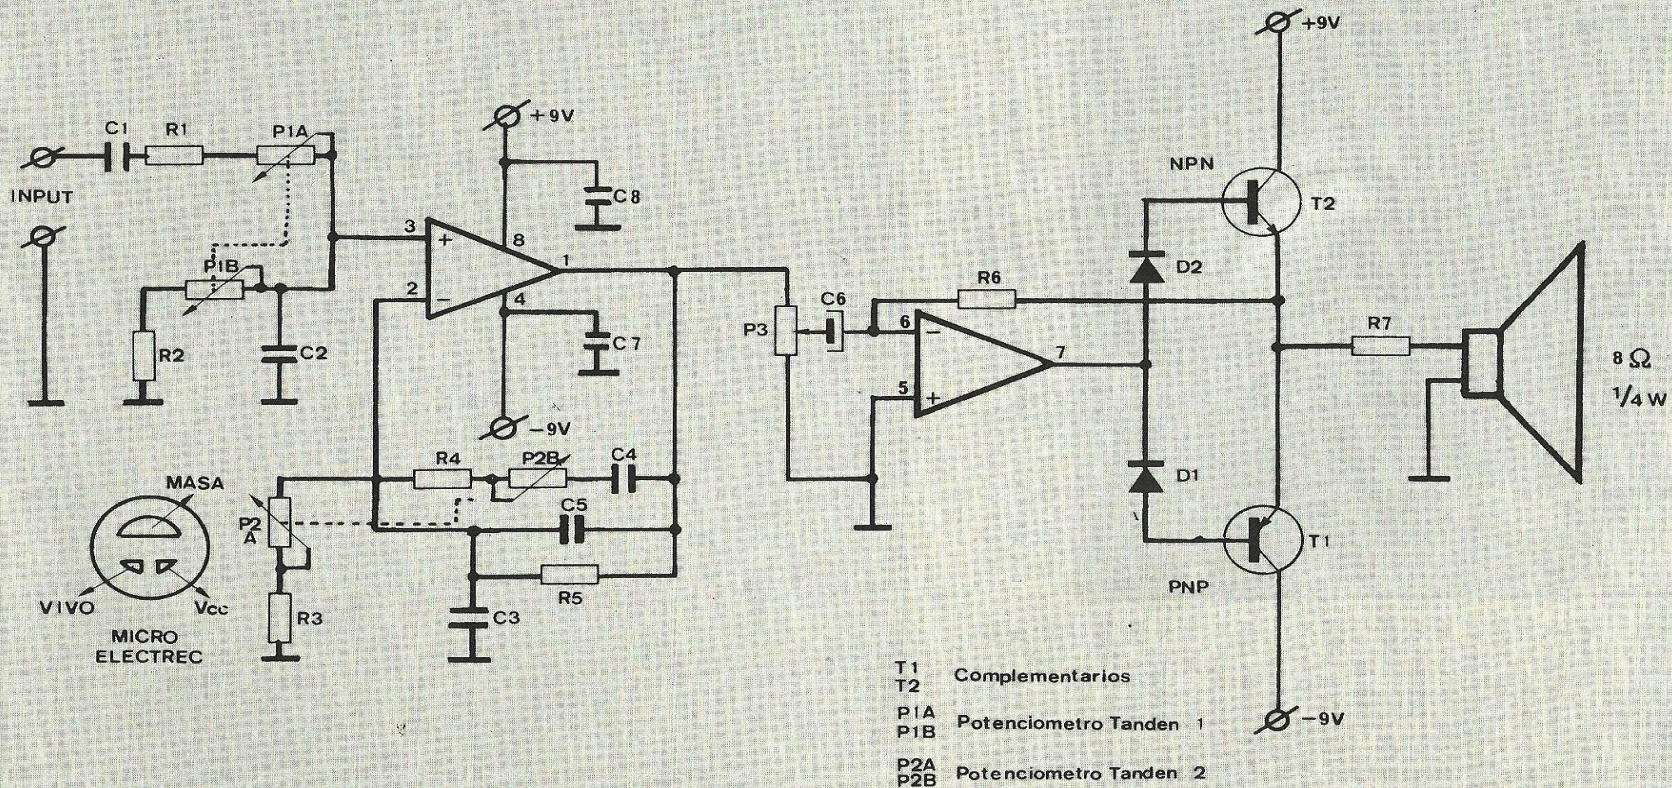 +9V
C1
R1
P1A
+9V
NPN
INPUT
C8
T2
3
+
8
P1B
1
D2
2
−
4
R6
C6
P3
6
−
R7
R2
C2
C7
7
8 Ω
5
+
1/4 W
−9V
R4
P2B
C4
MASA
D1
C5
P2
A
T1
VIVO
Vcc
R3
R5
C3
PNP
MICRO
ELECTREC
T1
T2
Complementarios
P1A
P1B
Potenciometro Tanden 1
−9V
P2A
P2B
Potenciometro Tanden 2